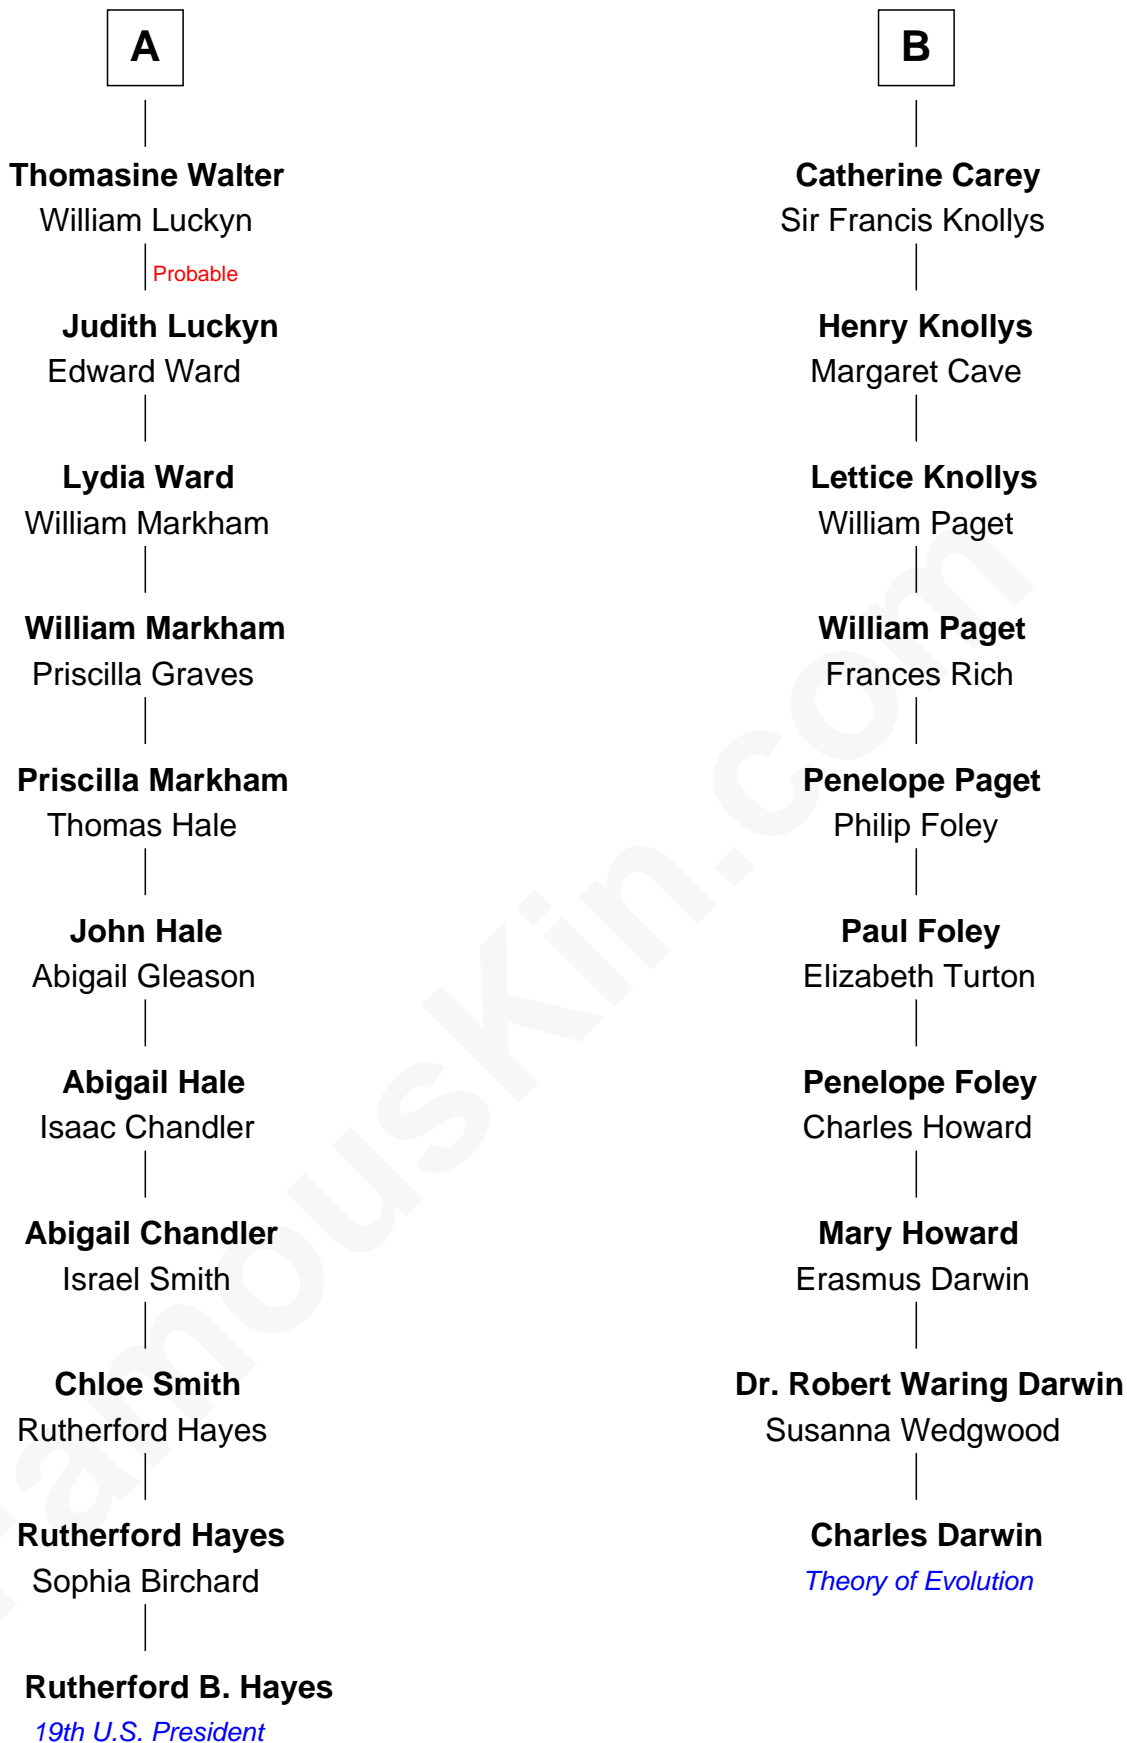 A
Thomasine Walter
William Luckyn
Probable
Judith Luckyn
Edward Ward
Lydia Ward
William Markham
William Markham
Priscilla Graves
Priscilla Markham
Thomas Hale
John Hale
Abigail Gleason
Abigail Hale
Isaac Chandler
Abigail Chandler
Israel Smith
Chloe Smith
Rutherford Hayes
Rutherford Hayes
Sophia Birchard
Rutherford B. Hayes
19th U.S. President
B
Catherine Carey
Sir Francis Knollys
Henry Knollys
Margaret Cave
Lettice Knollys
William Paget
William Paget
Frances Rich
Penelope Paget
Philip Foley
Paul Foley
Elizabeth Turton
Penelope Foley
Charles Howard
Mary Howard
Erasmus Darwin
Dr. Robert Waring Darwin
Susanna Wedgwood
Charles Darwin
Theory of Evolution
FamousKin.com